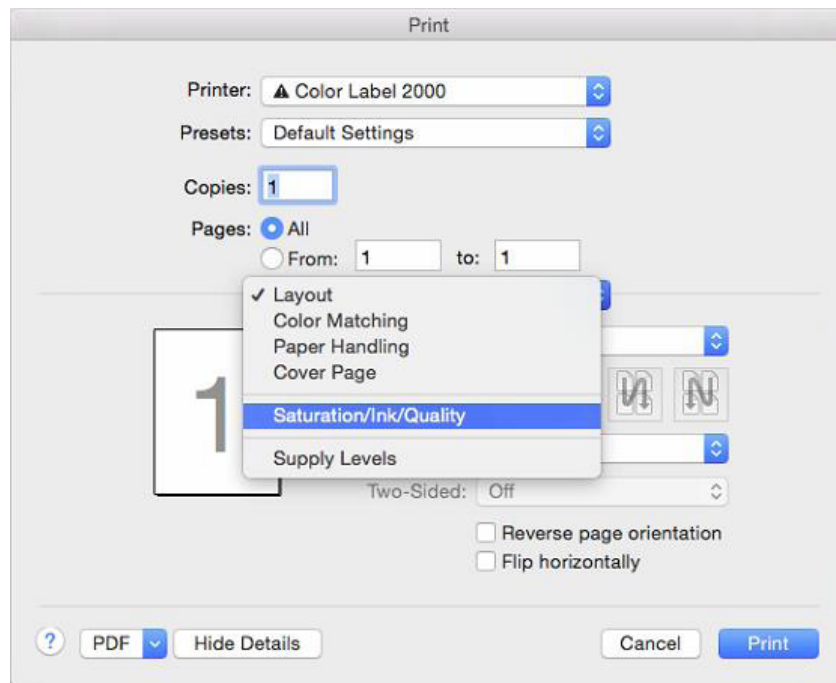 Print
Printer: Color Label 2000
Presets: Default Settings
Copies: 1
Pages: All
From: 1 to: 1
✓ Layout
Color Matching
Paper Handling
Cover Page
1
Saturation/Ink/Quality
Supply Levels
Two-Sided: Off
Reverse page orientation
Flip horizontally
? PDF Hide Details Cancel Print